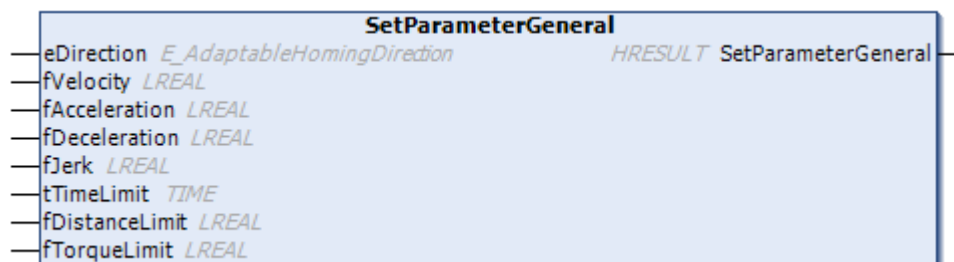 SetParameterGeneral
eDirection E_AdaptableHomingDirection HRESULT SetParameterGeneral
fVelocity LREAL
fAcceleration LREAL
fDeceleration LREAL
fJerk LREAL
tTimeLimit TIME
fDistanceLimit LREAL
fTorqueLimit LREAL